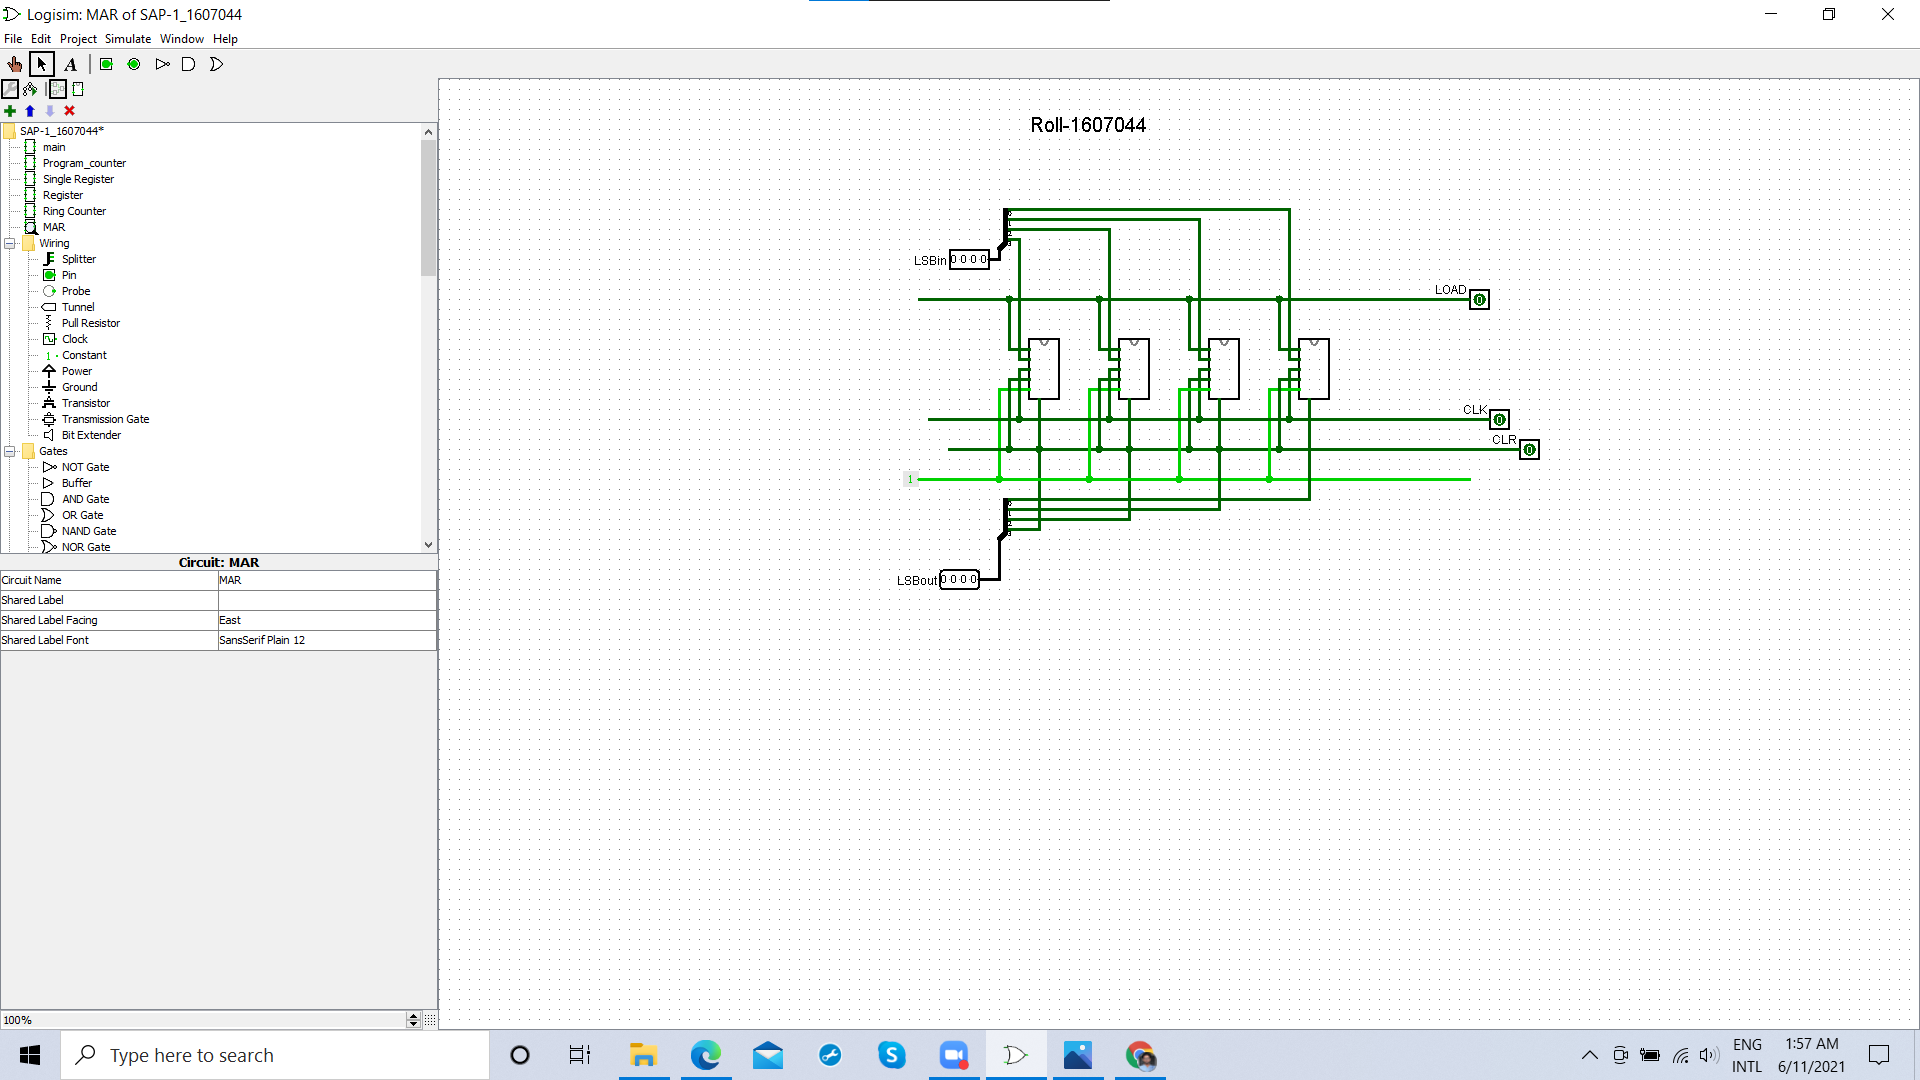 Logisim: MAR of SAP-1_1607044
File Edit Project Simulate Window Help
A
SAP-1_1607044*
main
Program_counter
Single Register
Register
Ring Counter
MAR
Wiring
Splitter
Pin
Probe
Tunnel
Pull Resistor
Clock
1 Constant
Power
Ground
Transistor
Transmission Gate
Bit Extender
Gates
NOT Gate
Buffer
AND Gate
OR Gate
NAND Gate
NOR Gate
Circuit: MAR
Circuit Name MAR
Shared Label
Shared Label Facing East
Shared Label Font SansSerif Plain 12
100%
Roll-1607044
LSBin 0 0 0 0
LOAD 0
CLK 0
CLR 0
1
LSBout 0 0 0 0
Type here to search
ENG
INTL
1:57 AM
6/11/2021